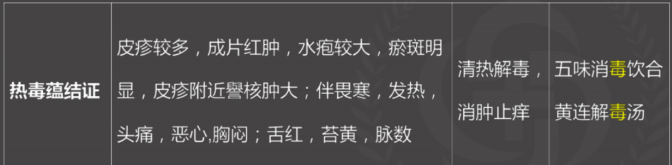 热毒蕴结证
皮疹较多，成片红肿，水疱较大，瘀斑明
显，皮疹附近譽核肿大；伴畏寒，发热，
头痛，恶心,胸闷；舌红，苔黄，脉数
清热解毒，
消肿止痒
五味消毒饮合
黄连解毒汤